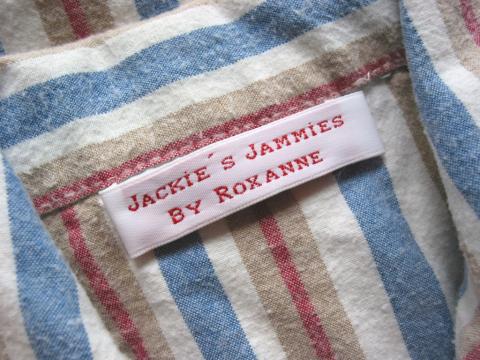 Jackie´s Jammies
By Roxanne